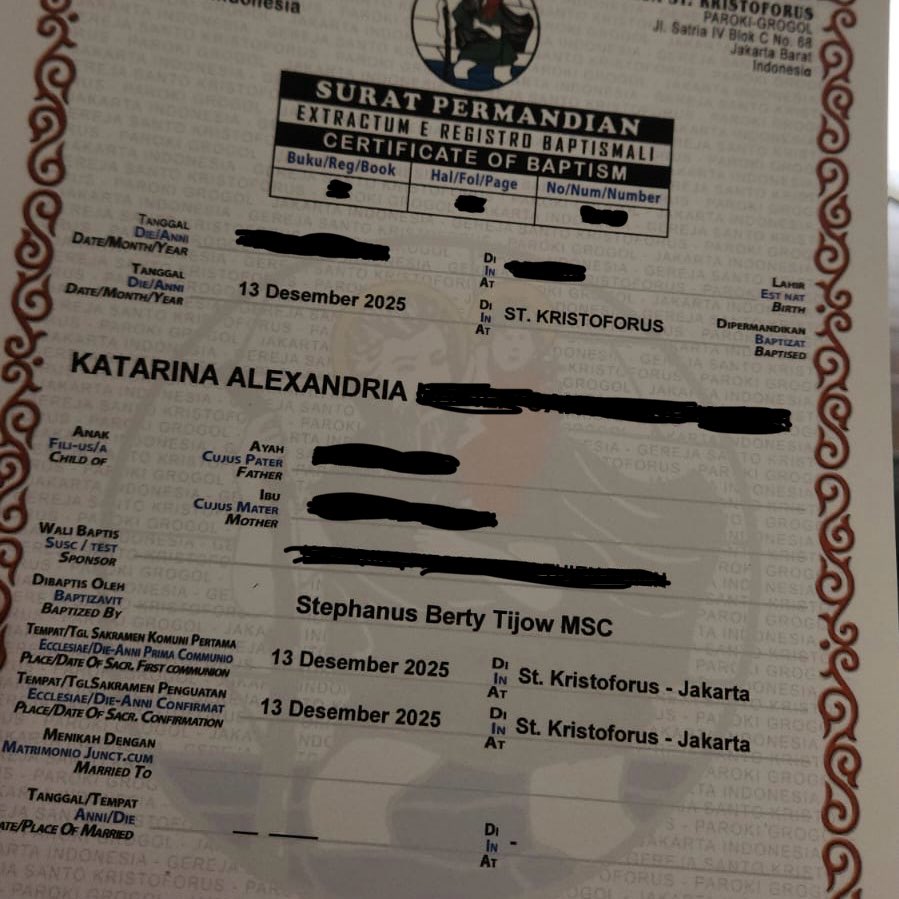 Indonesia
ST. KRISTOFORUS
PAROKI-GROGOL
Jl. Satria IV Blok C No. 68
Jakarta Barat
Indonesia
SURAT PERMANDIAN
EXTRACTUM E REGISTRO BAPTISMALI
CERTIFICATE OF BAPTISM
Buku/Reg/Book Hal/Fol/Page No/Num/Number
TANGGAL
DIE/ANNI
DATE/MONTH/YEAR
DI
IN
AT
LAHIR
EST NAT
BIRTH
TANGGAL
DIE/ANNI
DATE/MONTH/YEAR
13 Desember 2025
DI
IN
AT
ST. KRISTOFORUS
DIPERMANDIKAN
BAPTIZAT
BAPTISED
KATARINA ALEXANDRIA
ANAK
FILI-US/A
CHILD OF
AYAH
CUJUS PATER
FATHER
IBU
CUJUS MATER
MOTHER
WALI BAPTIS
SUSC / TEST
SPONSOR
DIBAPTIS OLEH
BAPTIZAVIT
BAPTIZED BY
Stephanus Berty Tijow MSC
TEMPAT/TGL SAKRAMEN KOMUNI PERTAMA
ECCLESIAE/DIE-ANNI PRIMA COMMUNIO
PLACE/DATE OF SACR. FIRST COMMUNION
13 Desember 2025
DI
IN
AT
St. Kristoforus - Jakarta
TEMPAT/TGL SAKRAMEN PENGUATAN
ECCLESIAE/DIE-ANNI CONFIRMAT
PLACE/DATE OF SACR. CONFIRMATION
13 Desember 2025
DI
IN
AT
St. Kristoforus - Jakarta
MENIKAH DENGAN
MATRIMONIO JUNCT.CUM
MARRIED TO
TANGGAL/TEMPAT
ANNI/DIE
ATE/PLACE OF MARRIED
— —
DI
IN
AT
-